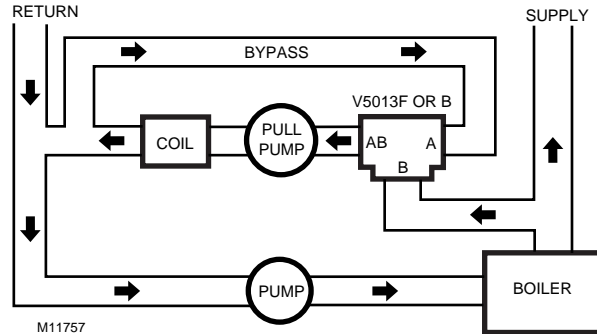 RETURN
SUPPLY
BYPASS
V5013F OR B
COIL
PULL
PUMP
AB
A
B
PUMP
BOILER
M11757